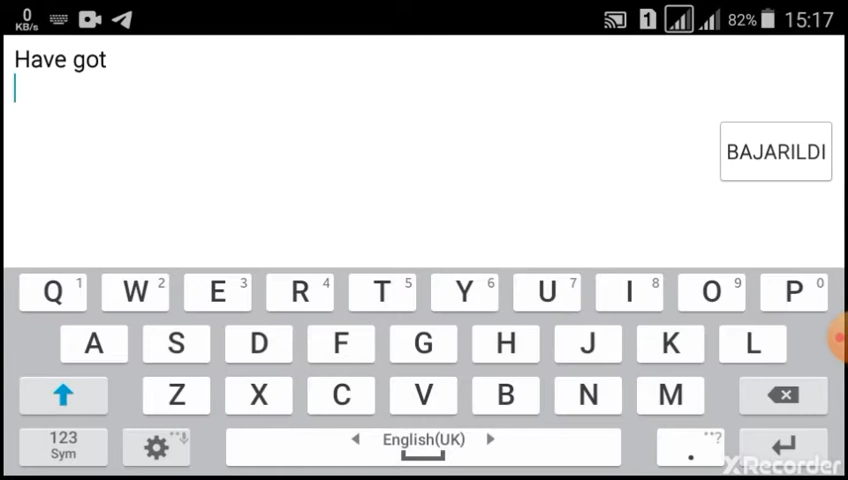 0
KB/s
1
82%
15:17
Have got
BAJARILDI
Q 1 W 2 E 3 R 4 T 5 Y 6 U 7 I 8 O 9 P 0
A S D F G H J K L
Z X C V B N M
123
Sym
English(UK)
. ?
XRecorder